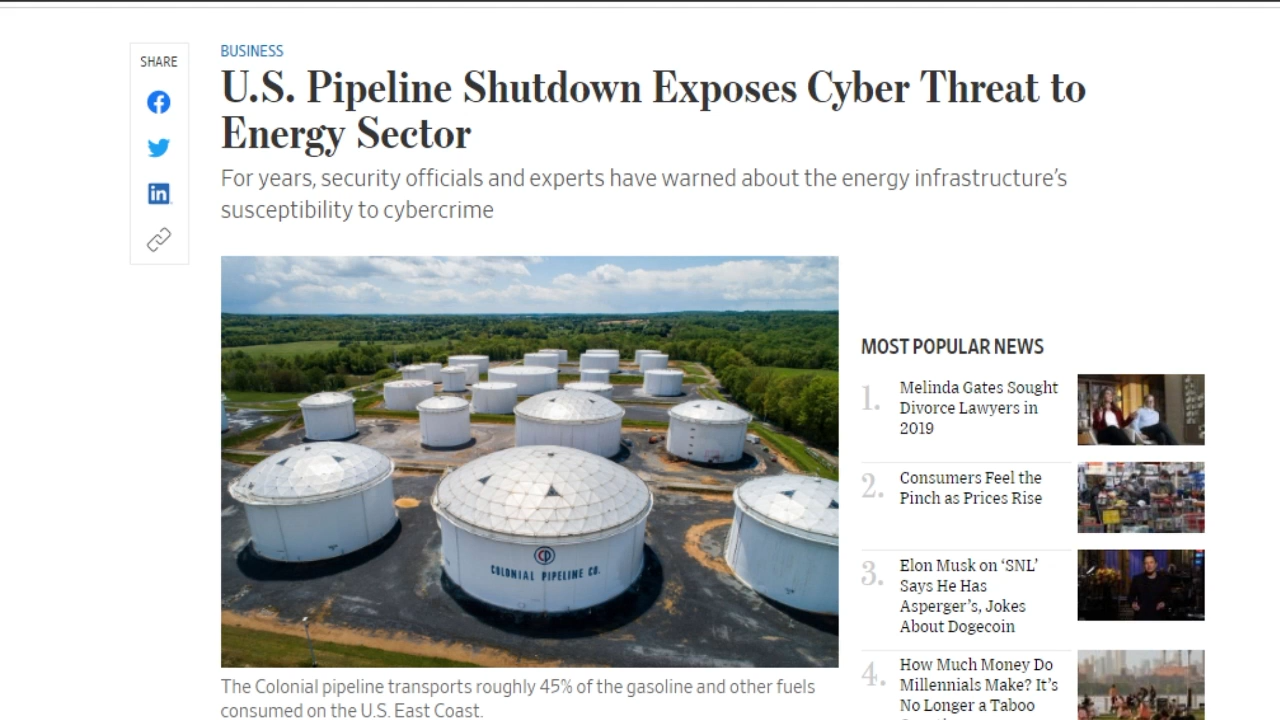 SHARE
BUSINESS
U.S. Pipeline Shutdown Exposes Cyber Threat to
Energy Sector
For years, security officials and experts have warned about the energy infrastructure's
susceptibility to cybercrime
COLONIAL PIPELINE CO.
The Colonial pipeline transports roughly 45% of the gasoline and other fuels
consumed on the U.S. East Coast.
MOST POPULAR NEWS
1.
Melinda Gates Sought
Divorce Lawyers in
2019
2.
Consumers Feel the
Pinch as Prices Rise
3.
Elon Musk on ‘SNL’
Says He Has
Asperger’s, Jokes
About Dogecoin
4.
How Much Money Do
Millennials Make? It’s
No Longer a Taboo